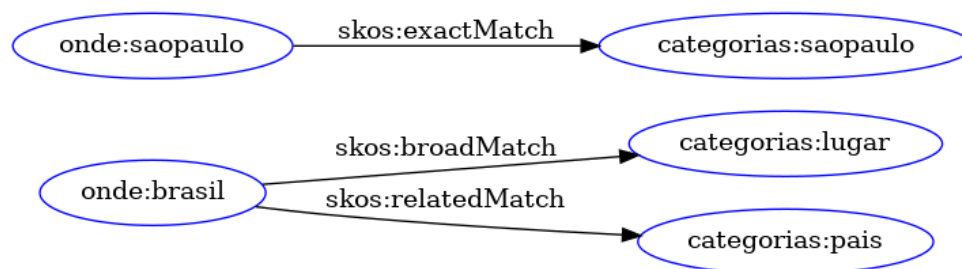 onde:saopaulo skos:exactMatch categorias:saopaulo
skos:broadMatch categorias:lugar
onde:brasil
skos:relatedMatch categorias:pais